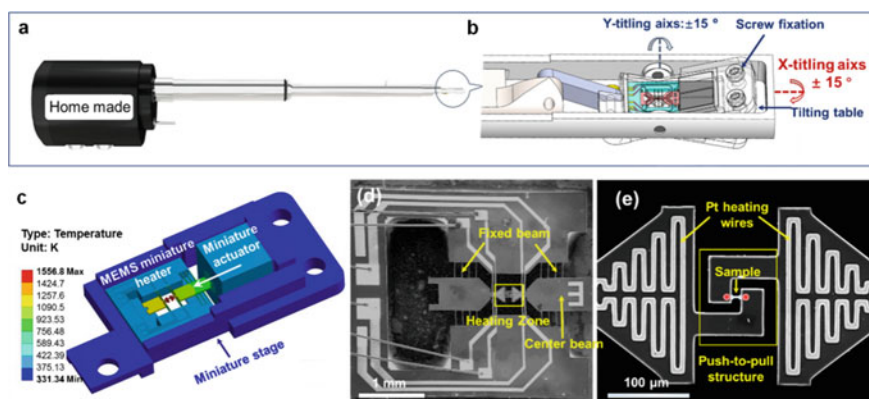 a
Home made
b
Y-titling aixs:±15 °
Screw fixation
X-titling aixs
± 15 °
Tilting table
c
Type: Temperature
Unit: K
1556.8 Max
1424.7
1257.6
1090.5
923.53
756.48
589.43
422.39
375.13
331.34 Min
MEMS miniature
heater
Miniature
actuator
Miniature stage
(d)
Fixed beam
Heating Zone
Center beam
1 mm
(e)
Pt heating
wires
Sample
Push-to-pull
structure
100 µm